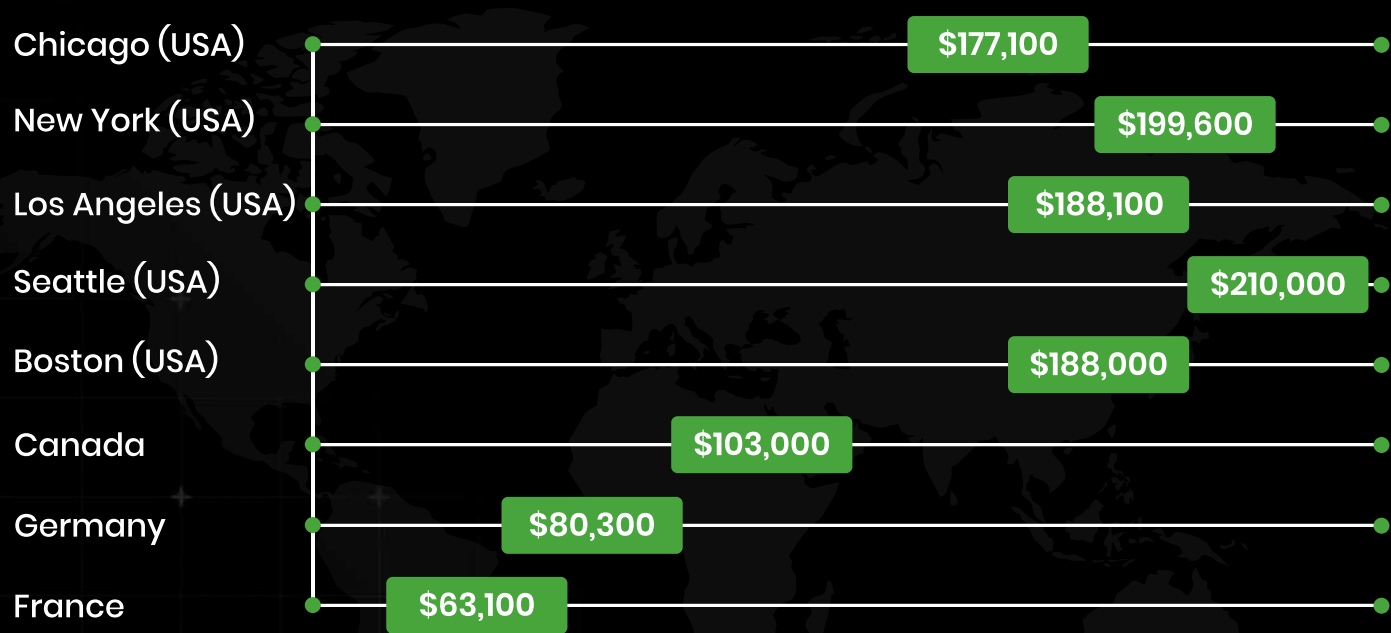 Chicago (USA) $177,100
New York (USA) $199,600
Los Angeles (USA) $188,100
Seattle (USA) $210,000
Boston (USA) $188,000
Canada $103,000
Germany $80,300
France $63,100